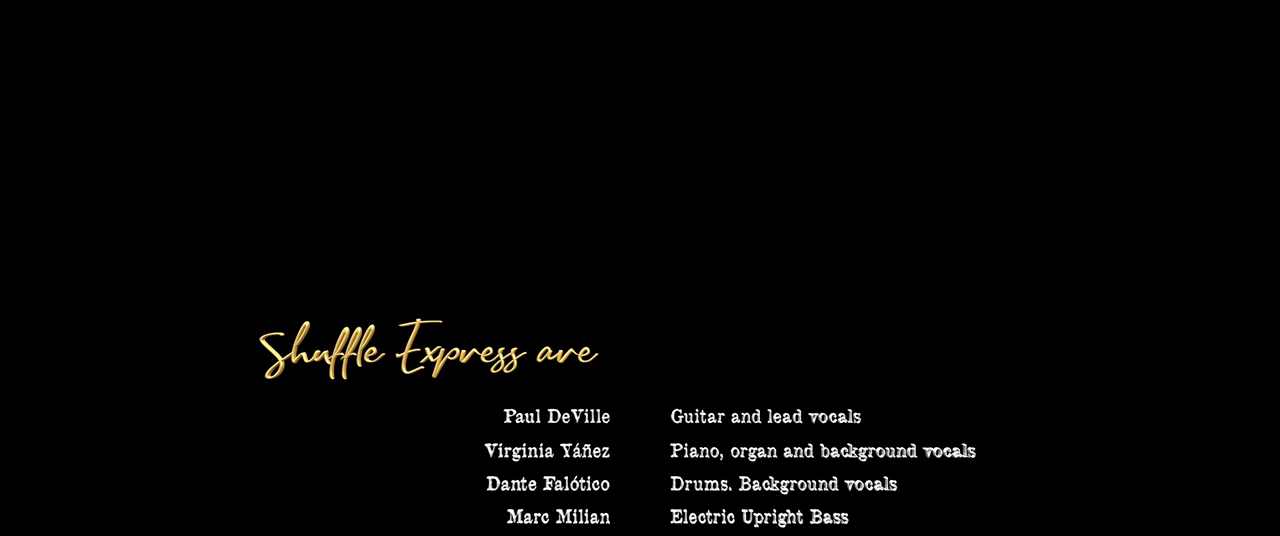 Shuffle Express are
Paul DeVille Guitar and lead vocals
Virginia Yáñez Piano, organ and background vocals
Dante Falótico Drums. Background vocals
Marc Milian Electric Upright Bass